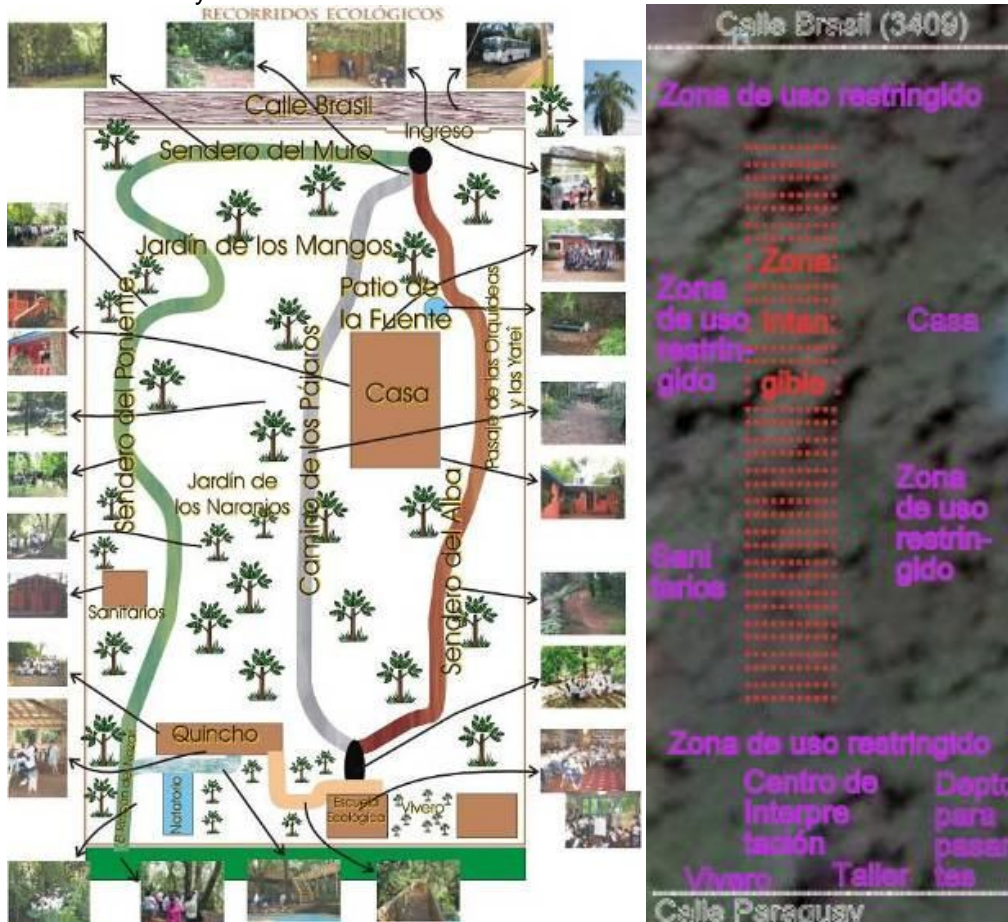 y
RECORRIDOS ECOLÓGICOS
Calle Brasil
Ingreso
Sendero del Muro
Jardín de los Mangos
Patio de
la Fuente
Sendero del Ponente
Camino de los Pájaros
Pasaje de las Orquídeas
y las Yateí
Casa
Jardín de
los Naranjos
Sendero del Alba
Sanitarios
Quincho
Natatorio
Escuela
Ecológica
Vivero
Calle Brasil (3409)
Zona de uso restringido
Zona
intan
gible
Zona
de uso
restrin-
gido
Casa
Zona
de uso
restrin-
gido
Sani
tarios
Zona de uso restringido
Centro de
Interpre
tación
Depto
para
pasan
tes
Vivero
Taller
Calle Paraguay